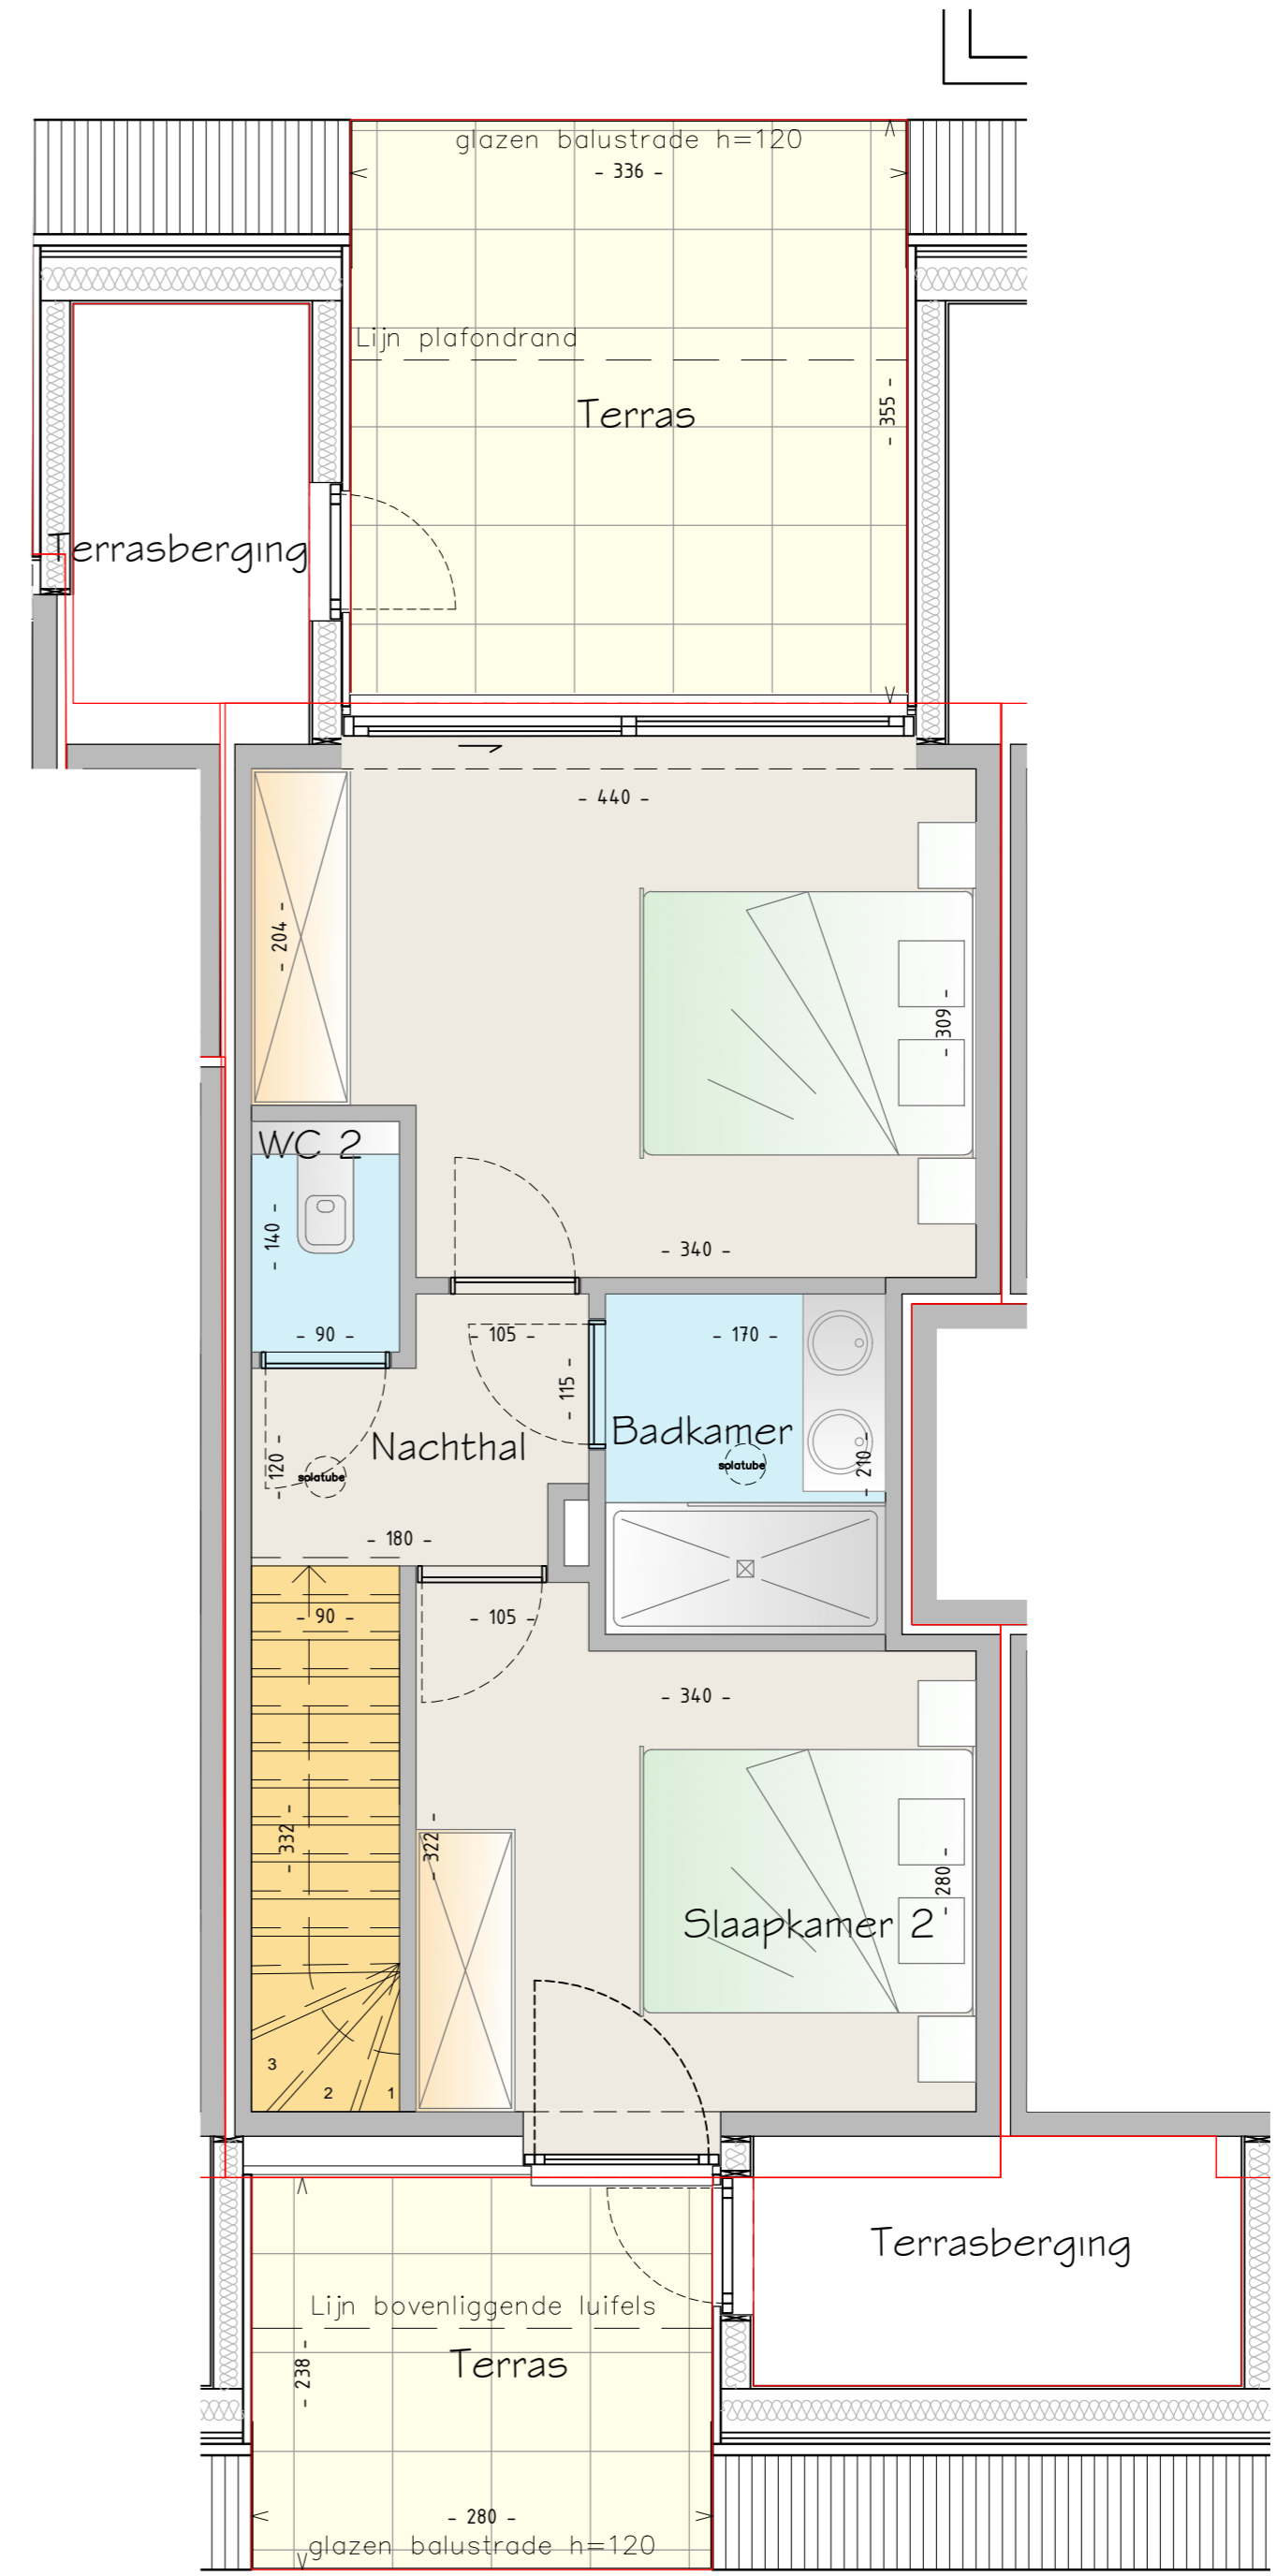 glazen balustrade h=120
- 336 -
Lijn plafondrand
- 355 -
Terras
Terrasberging
- 440 -
- 204 -
- 309 -
WC 2
- 140 -
- 340 -
- 90 -
- 105 -
- 170 -
- 115 -
Badkamer
Nachthal
- 120 -
solatube
solatube
- 210 -
- 180 -
- 90 -
- 105 -
- 340 -
- 332 -
- 322 -
- 280 -
Slaapkamer 2
3
2
1
Terrasberging
Lijn bovenliggende luifels
Terras
- 238 -
- 280 -
glazen balustrade h=120